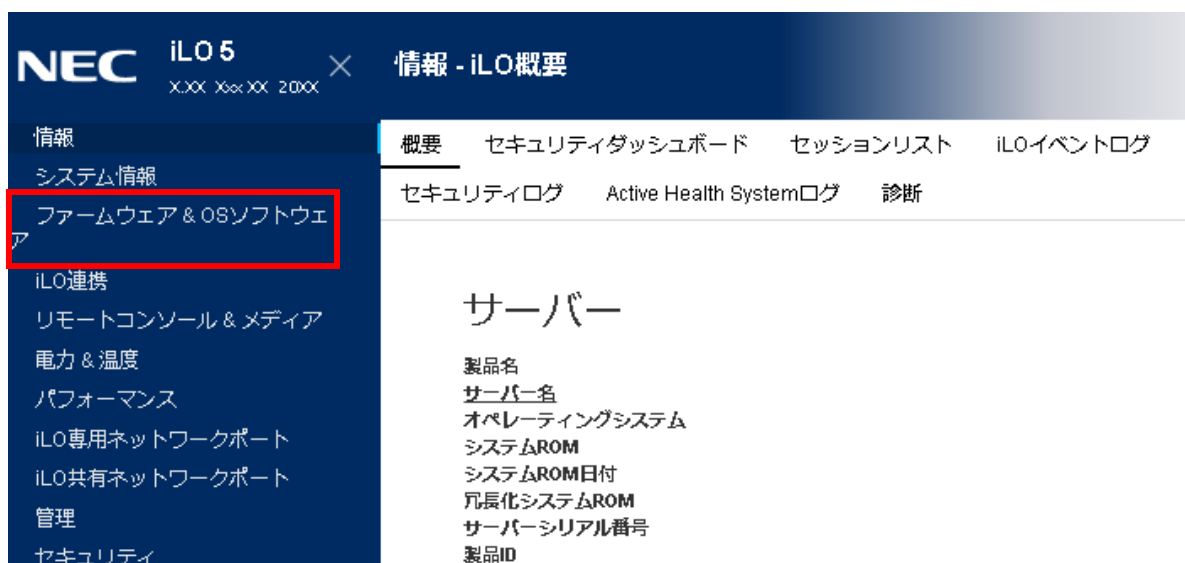 NEC
iLO 5
X.XX Xxx XX 20XX
×
情報 - iLO概要
情報
システム情報
ファームウェア & OSソフトウェ
ア
iLO連携
リモートコンソール & メディア
電力 & 温度
パフォーマンス
iLO専用ネットワークポート
iLO共有ネットワークポート
管理
セキュリティ
概要 セキュリティダッシュボード セッションリスト iLOイベントログ
セキュリティログ Active Health Systemログ 診断
サーバー
製品名
サーバー名
オペレーティングシステム
システムROM
システムROM日付
冗長化システムROM
サーバーシリアル番号
製品ID